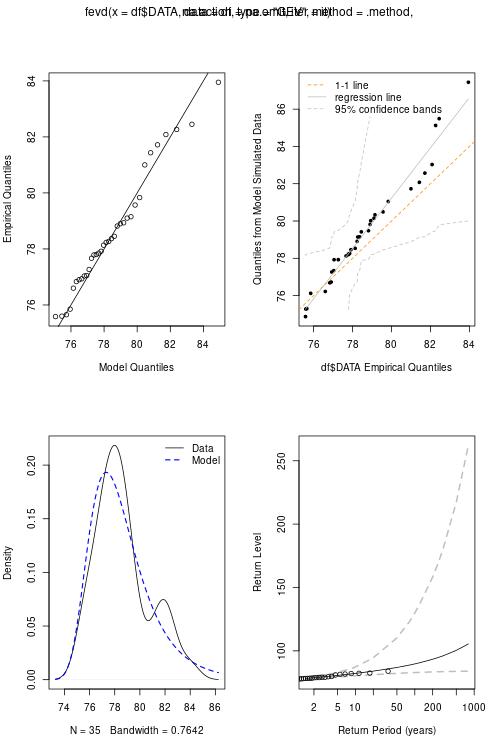 fevd(x = df$DATA, data = df, type = "GEV", method = .method,
84
82
80
78
76
Empirical Quantiles
76 78 80 82 84
Model Quantiles
1-1 line
regression line
95% confidence bands
86
84
82
80
78
76
Quantiles from Model Simulated Data
76 78 80 82 84
df$DATA Empirical Quantiles
Data
Model
0.20
0.15
0.10
0.05
0.00
Density
74 76 78 80 82 84 86
N = 35 Bandwidth = 0.7642
250
200
150
100
Return Level
2 5 10 50 200 1000
Return Period (years)